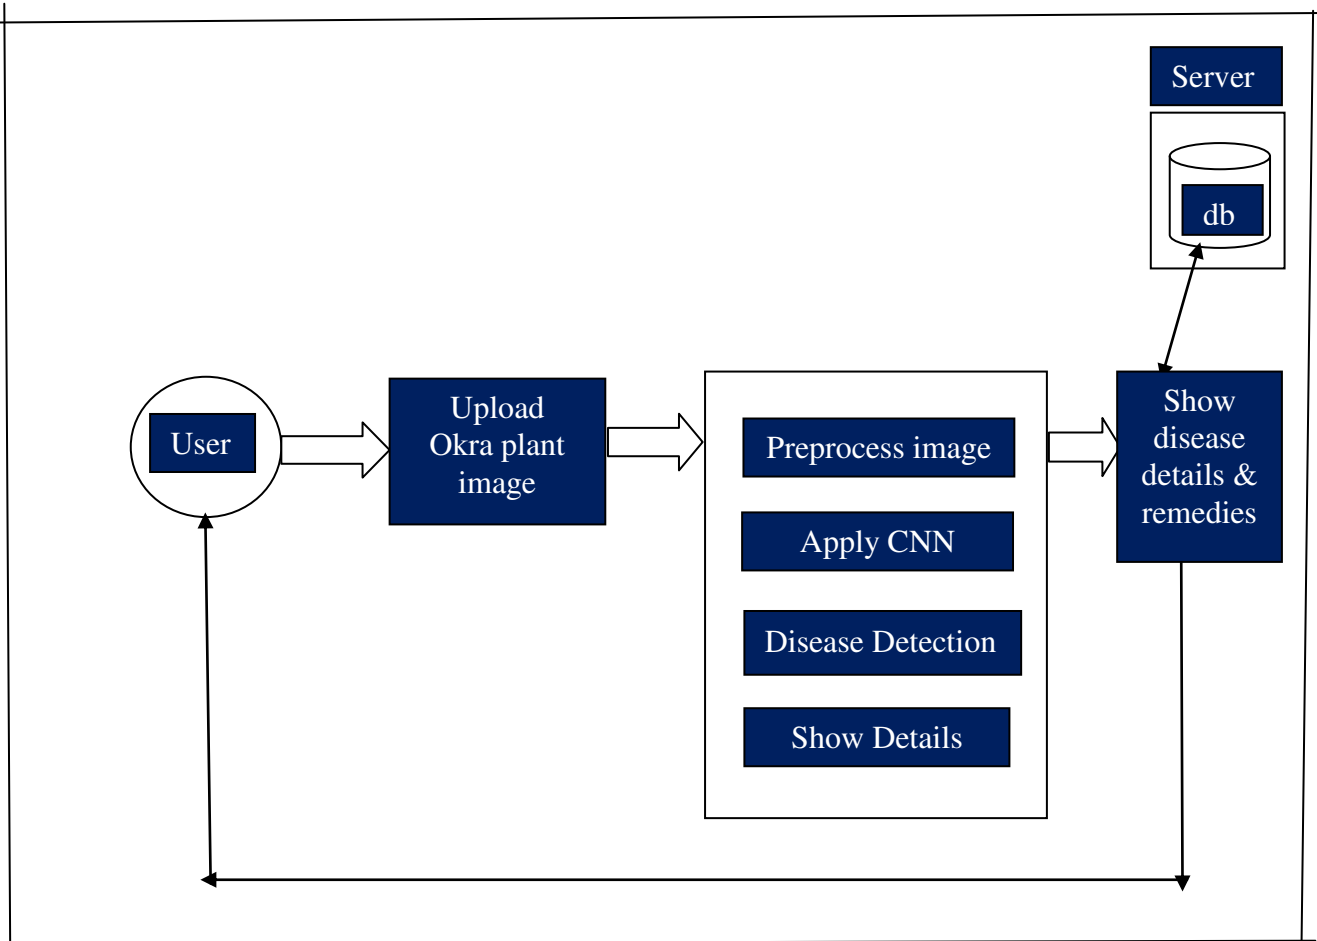 Server
db
User
Upload
Okra plant
image
Preprocess image
Apply CNN
Disease Detection
Show Details
Show
disease
details &
remedies